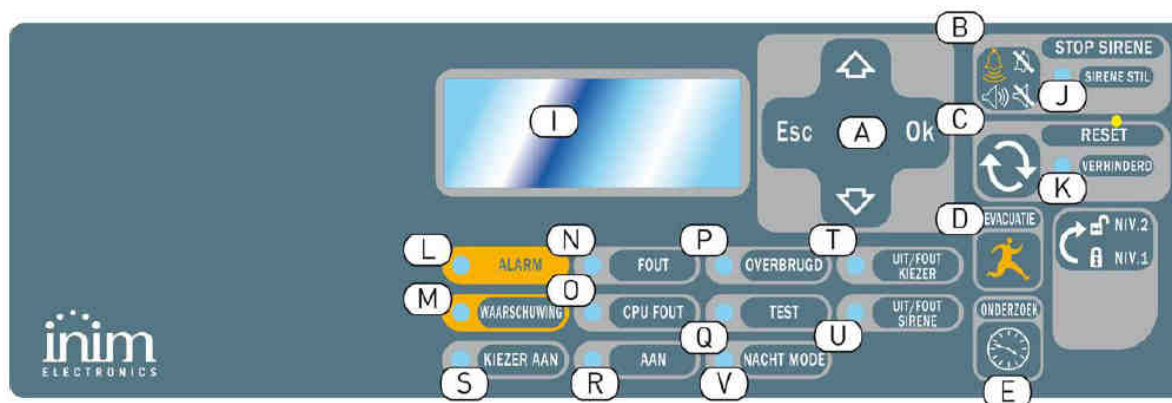 B
STOP SIRENE
SIRENE STIL
J
I
Esc
A
Ok
C
RESET
VERHINDERD
K
D
EVACUATIE
NIV.2
NIV.1
L
ALARM
N
FOUT
P
OVERBRUGD
T
UIT/FOUT
KIEZER
M
WAARSCHUWING
O
CPU FOUT
Q
TEST
U
UIT/FOUT
SIRENE
ONDERZOEK
S
KIEZER AAN
R
AAN
V
NACHT MODE
E
inim
ELECTRONICS